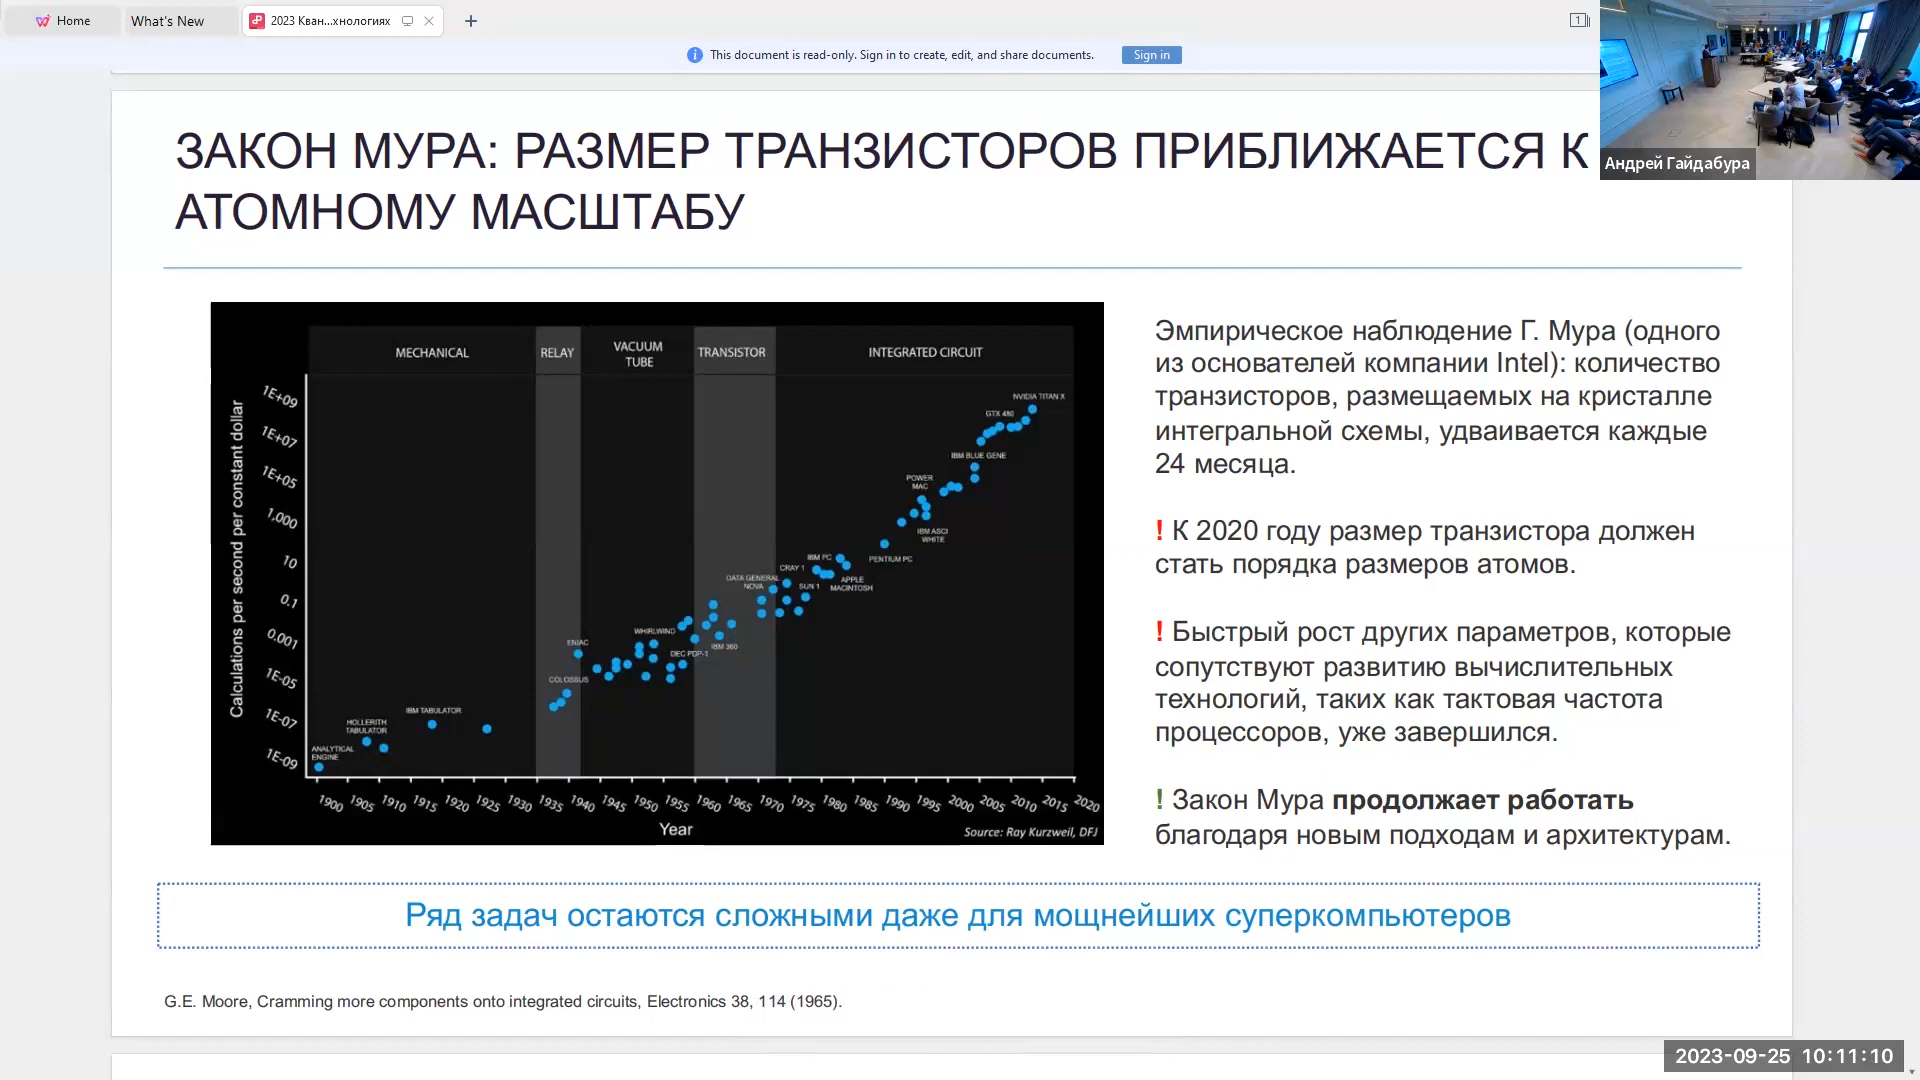 Home
What's New
2023 Кван...хнологиях
1
This document is read-only. Sign in to create, edit, and share documents.
Sign in
Андрей Гайдабура
ЗАКОН МУРА: РАЗМЕР ТРАНЗИСТОРОВ ПРИБЛИЖАЕТСЯ К
АТОМНОМУ МАСШТАБУ
MECHANICAL
RELAY
VACUUM
TUBE
TRANSISTOR
INTEGRATED CIRCUIT
Calculations per second per constant dollar
1E+09
1E+07
1E+05
1,000
10
0.1
0.001
1E-05
1E-07
1E-09
ANALYTICAL
ENGINE
HOLLERITH
TABULATOR
IBM TABULATOR
COLOSSUS
ENIAC
WHIRLWIND
DEC PDP-1
IBM 360
DATA GENERAL
NOVA
CRAY 1
SUN 1
IBM PC
APPLE
MACINTOSH
PENTIUM PC
POWER
MAC
IBM ASCI
WHITE
IBM BLUE GENE
GTX 480
NVIDIA TITAN X
1900 1905 1910 1915 1920 1925 1930 1935 1940 1945 1950 1955 1960 1965 1970 1975 1980 1985 1990 1995 2000 2005 2010 2015 2020
Year
Source: Ray Kurzweil, DFJ
Эмпирическое наблюдение Г. Мура (одного
из основателей компании Intel): количество
транзисторов, размещаемых на кристалле
интегральной схемы, удваивается каждые
24 месяца.
! К 2020 году размер транзистора должен
стать порядка размеров атомов.
! Быстрый рост других параметров, которые
сопутствуют развитию вычислительных
технологий, таких как тактовая частота
процессоров, уже завершился.
! Закон Мура продолжает работать
благодаря новым подходам и архитектурам.
Ряд задач остаются сложными даже для мощнейших суперкомпьютеров
G.E. Moore, Cramming more components onto integrated circuits, Electronics 38, 114 (1965).
2023-09-25 10:11:10